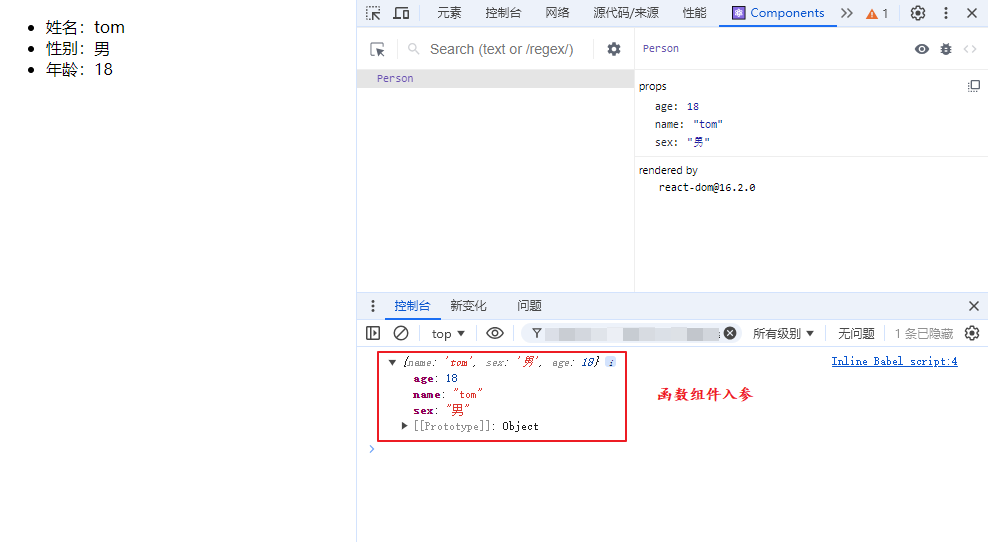 姓名：tom
性别：男
年龄：18
元素 控制台 网络 源代码/来源 性能 Components 1
Search (text or /regex/)
Person
Person
props
age: 18
name: "tom"
sex: "男"
rendered by
react-dom@16.2.0
控制台 新变化 问题
top 所有级别 无问题 1 条已隐藏
{name: 'tom', sex: '男', age: 18} i
Inline Babel script:4
age: 18
name: "tom"
sex: "男"
[[Prototype]]: Object
函数组件入参